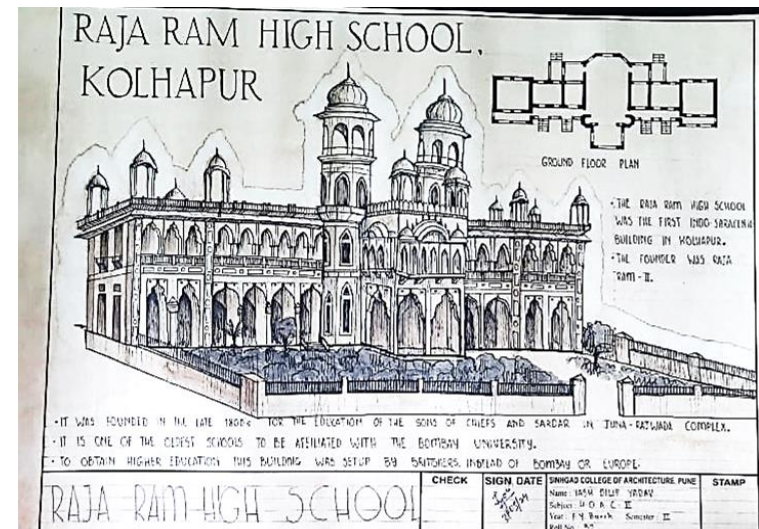 RAJA RAM HIGH SCHOOL,
KOLHAPUR
GROUND FLOOR PLAN
• THE RAJA RAM HIGH SCHOOL
WAS THE FIRST INDO-SARACENIC
BUILDING IN KOLHAPUR.
• THE FOUNDER WAS RAJA
RAM - II.
• IT WAS FOUNDED IN THE LATE 1800s FOR THE EDUCATION OF THE SONS OF CHIEFS AND SARDAR IN JUNA-RAJWADA COMPLEX.
• IT IS ONE OF THE OLDEST SCHOOLS TO BE AFFILIATED WITH THE BOMBAY UNIVERSITY.
• TO OBTAIN HIGHER EDUCATION THIS BUILDING WAS SETUP BY BRITISHERS, INSTEAD OF BOMBAY OR EUROPE.
RAJA RAM HIGH SCHOOL
CHECK
SIGN, DATE
SINHGAD COLLEGE OF ARCHITECTURE, PUNE
STAMP
Name: YASH DILIP YADAV
Subject: H.O.A.C - II
Year: F.Y. B.arch Semester: II
Roll No.